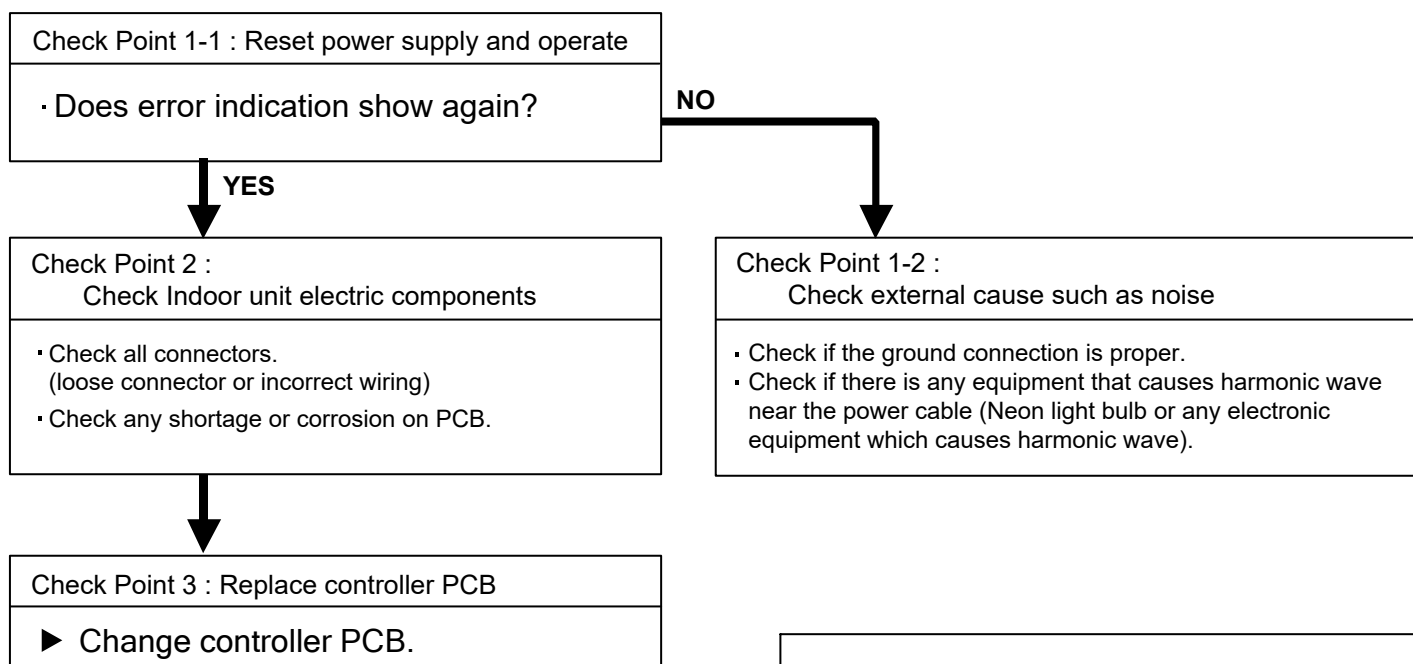 Check Point 1-1 : Reset power supply and operate
· Does error indication show again?
NO
YES
Check Point 2 :
Check Indoor unit electric components
· Check all connectors.
(loose connector or incorrect wiring)
· Check any shortage or corrosion on PCB.
Check Point 1-2 :
Check external cause such as noise
· Check if the ground connection is proper.
· Check if there is any equipment that causes harmonic wave
near the power cable (Neon light bulb or any electronic
equipment which causes harmonic wave).
Check Point 3 : Replace controller PCB
▶ Change controller PCB.